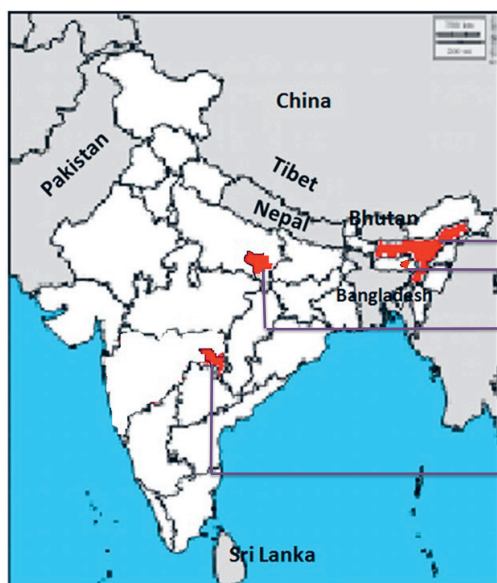 China
Pakistan
Tibet
Nepal
Bhutan
Bangladesh
Sri Lanka